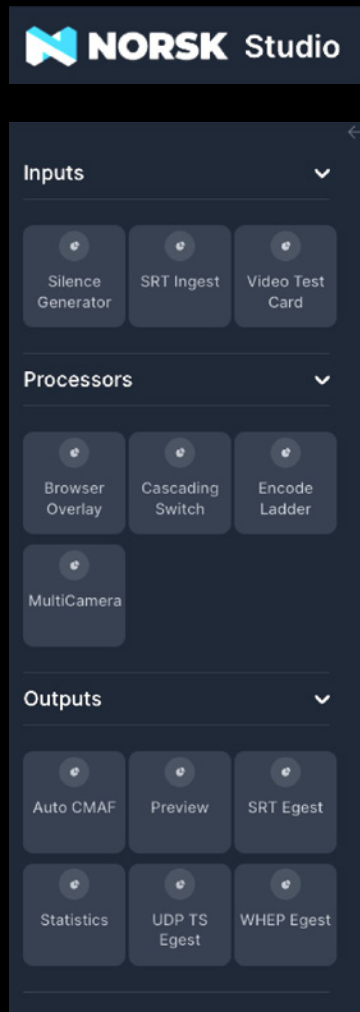 NORSK Studio
Inputs
Silence
Generator
SRT Ingest
Video Test
Card
Processors
Browser
Overlay
Cascading
Switch
Encode
Ladder
MultiCamera
Outputs
Auto CMAF
Preview
SRT Egest
Statistics
UDP TS
Egest
WHEP Egest